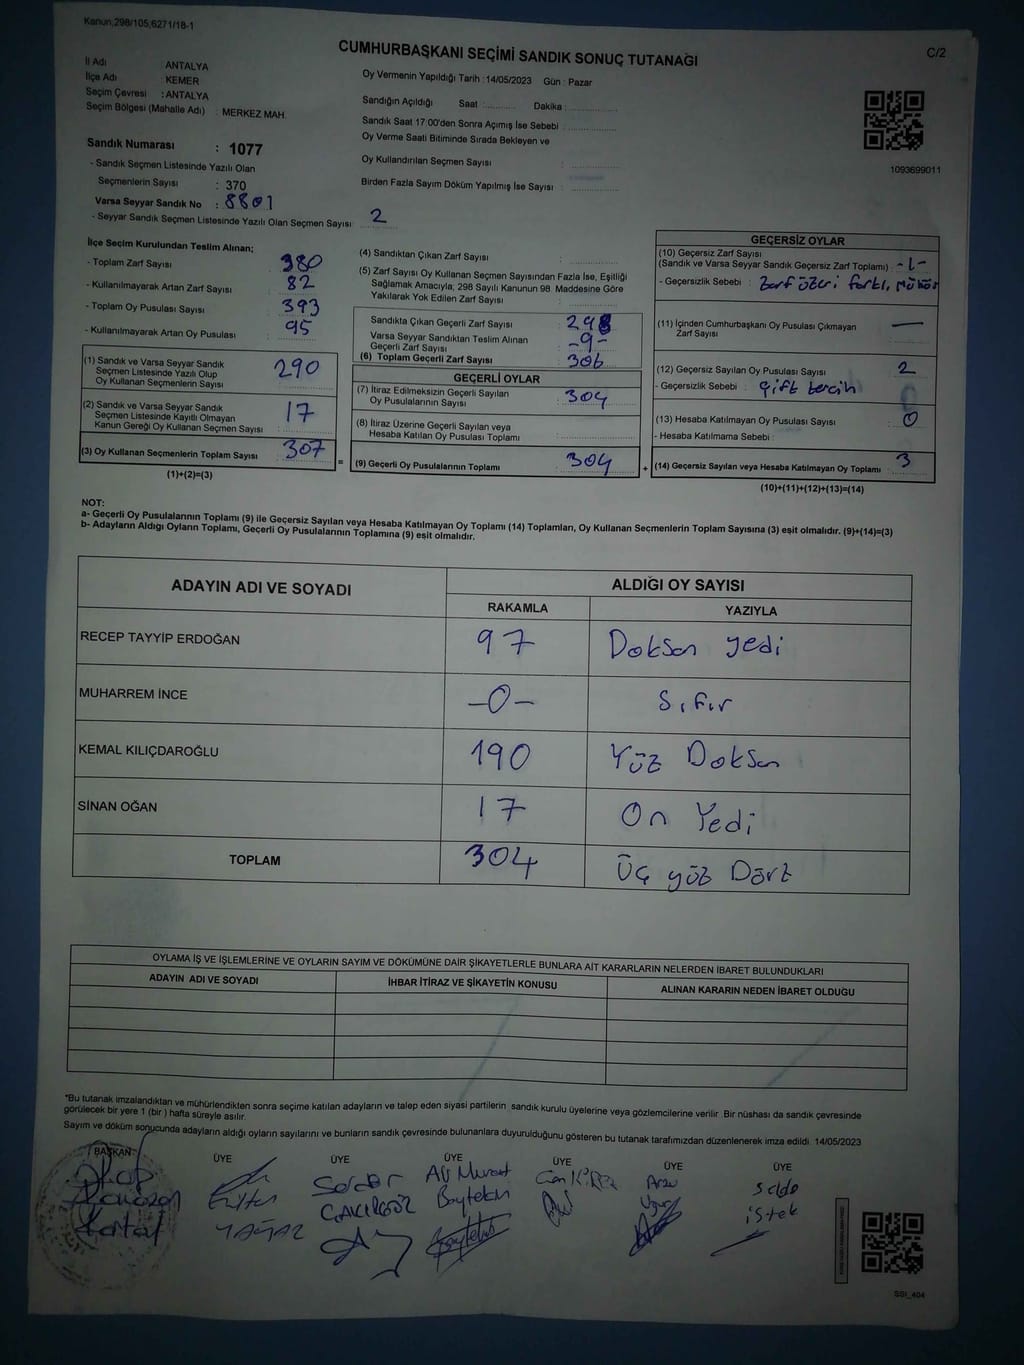 Kanun,298/105,6271/18-1
CUMHURBAŞKANI SEÇİMİ SANDIK SONUÇ TUTANAĞI
C/2
İl Adı : ANTALYA
İlçe Adı : KEMER
Seçim Çevresi : ANTALYA
Seçim Bölgesi (Mahalle Adı) : MERKEZ MAH.
Oy Vermenin Yapıldığı Tarih :14/05/2023 Gün : Pazar
Sandığın Açıldığı Saat :........... Dakika :..............
Sandık Saat 17:00'den Sonra Açımış İse Sebebi :
Oy Verme Saati Bitiminde Sırada Bekleyen ve
Oy Kullandırılan Seçmen Sayısı :
Birden Fazla Sayım Döküm Yapılmış İse Sayısı :
1093699011
Sandık Numarası : 1077
- Sandık Seçmen Listesinde Yazılı Olan
Seçmenlerin Sayısı : 370
Varsa Seyyar Sandık No : 8801
- Seyyar Sandık Seçmen Listesinde Yazılı Olan Seçmen Sayısı : 2
İlçe Seçim Kurulundan Teslim Alınan;
- Toplam Zarf Sayısı : 380
- Kullanılmayarak Artan Zarf Sayısı : 82
- Toplam Oy Pusulası Sayısı : 393
- Kullanılmayarak Artan Oy Pusulası : 95
(1) Sandık ve Varsa Seyyar Sandık
Seçmen Listesinde Yazılı Olup
Oy Kullanan Seçmenlerin Sayısı : 290
(2) Sandık ve Varsa Seyyar Sandık
Seçmen Listesinde Kayıtlı Olmayan
Kanun Gereği Oy Kullanan Seçmen Sayısı : 17
(3) Oy Kullanan Seçmenlerin Toplam Sayısı : 307
(1)+(2)=(3)
(4) Sandıktan Çıkan Zarf Sayısı :
(5) Zarf Sayısı Oy Kullanan Seçmen Sayısından Fazla İse, Eşitliği
Sağlamak Amacıyla; 298 Sayılı Kanunun 98. Maddesine Göre
Yakılarak Yok Edilen Zarf Sayısı :
Sandıkta Çıkan Geçerli Zarf Sayısı : 298
Varsa Seyyar Sandıktan Teslim Alınan
Geçerli Zarf Sayısı : -9-
(6) Toplam Geçerli Zarf Sayısı : 306
GEÇERLİ OYLAR
(7) İtiraz Edilmeksizin Geçerli Sayılan
Oy Pusulalarının Sayısı : 304
(8) İtiraz Üzerine Geçerli Sayılan veya
Hesaba Katılan Oy Pusulası Toplamı :
= (9) Geçerli Oy Pusulalarının Toplamı : 304 +
GEÇERSİZ OYLAR
(10) Geçersiz Zarf Sayısı
(Sandık ve Varsa Seyyar Sandık Geçersiz Zarf Toplamı) : -1-
- Geçersizlik Sebebi : Zarf üzeri farklı, mühür
(11) İçinden Cumhurbaşkanı Oy Pusulası Çıkmayan
Zarf Sayısı : —
(12) Geçersiz Sayılan Oy Pusulası Sayısı : 2
- Geçersizlik Sebebi : Çift tercih
(13) Hesaba Katılmayan Oy Pusulası Sayısı : 0
- Hesaba Katılmama Sebebi :
(14) Geçersiz Sayılan veya Hesaba Katılmayan Oy Toplamı : 3
(10)+(11)+(12)+(13)=(14)
NOT:
a- Geçerli Oy Pusulalarının Toplamı (9) ile Geçersiz Sayılan veya Hesaba Katılmayan Oy Toplamı (14) Toplamları, Oy Kullanan Seçmenlerin Toplam Sayısına (3) eşit olmalıdır. (9)+(14)=(3)
b- Adayların Aldığı Oyların Toplamı, Geçerli Oy Pusulalarının Toplamına (9) eşit olmalıdır.
ADAYIN ADI VE SOYADI ALDIĞI OY SAYISI
RAKAMLA YAZIYLA
RECEP TAYYİP ERDOĞAN 97 Doksan yedi
MUHARREM İNCE -0- Sıfır
KEMAL KILIÇDAROĞLU 190 Yüz Doksan
SİNAN OĞAN 17 On Yedi
TOPLAM 304 Üç yüz Dört
OYLAMA İŞ VE İŞLEMLERİNE VE OYLARIN SAYIM VE DÖKÜMÜNE DAİR ŞİKAYETLERLE BUNLARA AİT KARARLARIN NELERDEN İBARET BULUNDUKLARI
ADAYIN ADI VE SOYADI İHBAR İTİRAZ VE ŞİKAYETİN KONUSU ALINAN KARARIN NEDEN İBARET OLDUĞU
*Bu tutanak imzalandıktan ve mühürlendikten sonra seçime katılan adayların ve talep eden siyasi partilerin sandık kurulu üyelerine veya gözlemcilerine verilir. Bir nüshası da sandık çevresinde
görülecek bir yere 1 (bir) hafta süreyle asılır.
Sayım ve döküm sonucunda adayların aldığı oyların sayılarını ve bunların sandık çevresinde bulunanlara duyurulduğunu gösteren bu tutanak tarafımızdan düzenlenerek imza edildi. 14/05/2023
BAŞKAN ÜYE ÜYE ÜYE ÜYE ÜYE ÜYE
Ramazan Kartal
YAĞAZ
Serdar ÇAKIRGÖZ
Av Murat Baytekin
Arzu
Selda istek
SSI_404